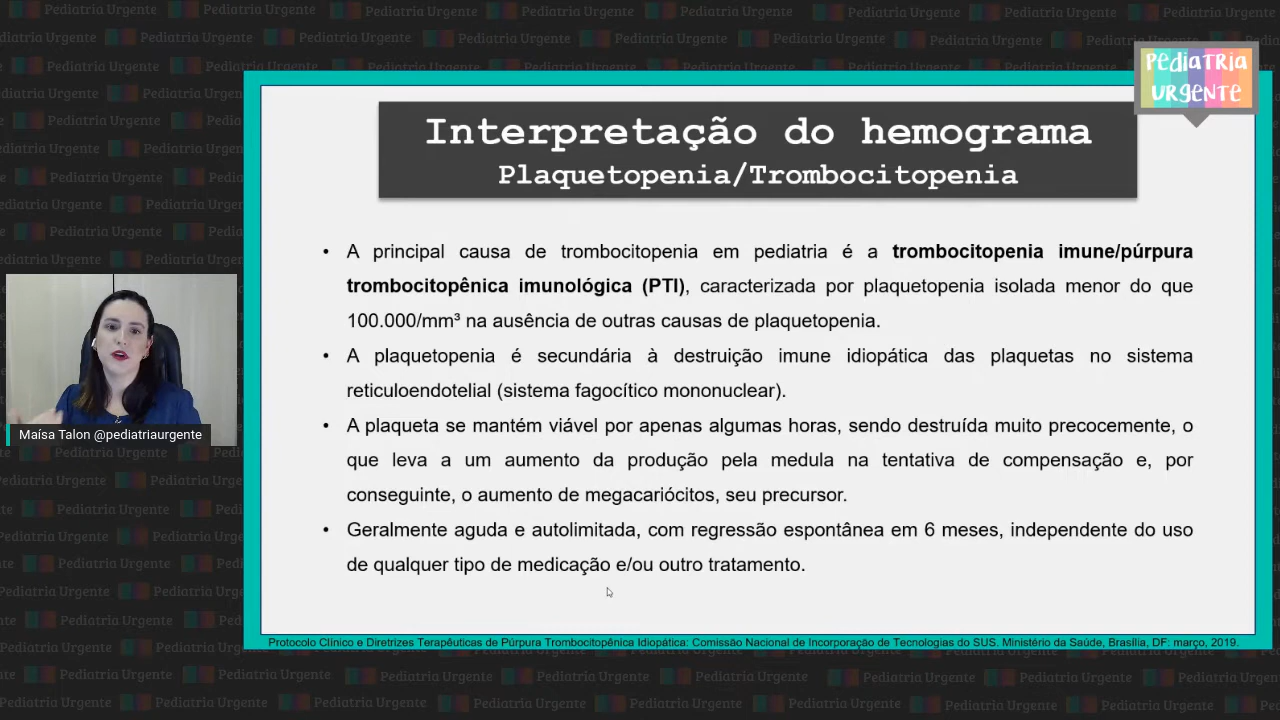 PEDIATRIA
URGENTE
Interpretação do hemograma
Plaquetopenia/Trombocitopenia
• A principal causa de trombocitopenia em pediatria é a trombocitopenia imune/púrpura
trombocitopênica imunológica (PTI), caracterizada por plaquetopenia isolada menor do que
100.000/mm³ na ausência de outras causas de plaquetopenia.
• A plaquetopenia é secundária à destruição imune idiopática das plaquetas no sistema
reticuloendotelial (sistema fagocítico mononuclear).
• A plaqueta se mantém viável por apenas algumas horas, sendo destruída muito precocemente, o
que leva a um aumento da produção pela medula na tentativa de compensação e, por
conseguinte, o aumento de megacariócitos, seu precursor.
• Geralmente aguda e autolimitada, com regressão espontânea em 6 meses, independente do uso
de qualquer tipo de medicação e/ou outro tratamento.
Maísa Talon @pediatriaurgente
Protocolo Clínico e Diretrizes Terapêuticas de Púrpura Trombocitopênica Idiopática: Comissão Nacional de Incorporação de Tecnologias do SUS. Ministério da Saúde, Brasília, DF: março, 2019.